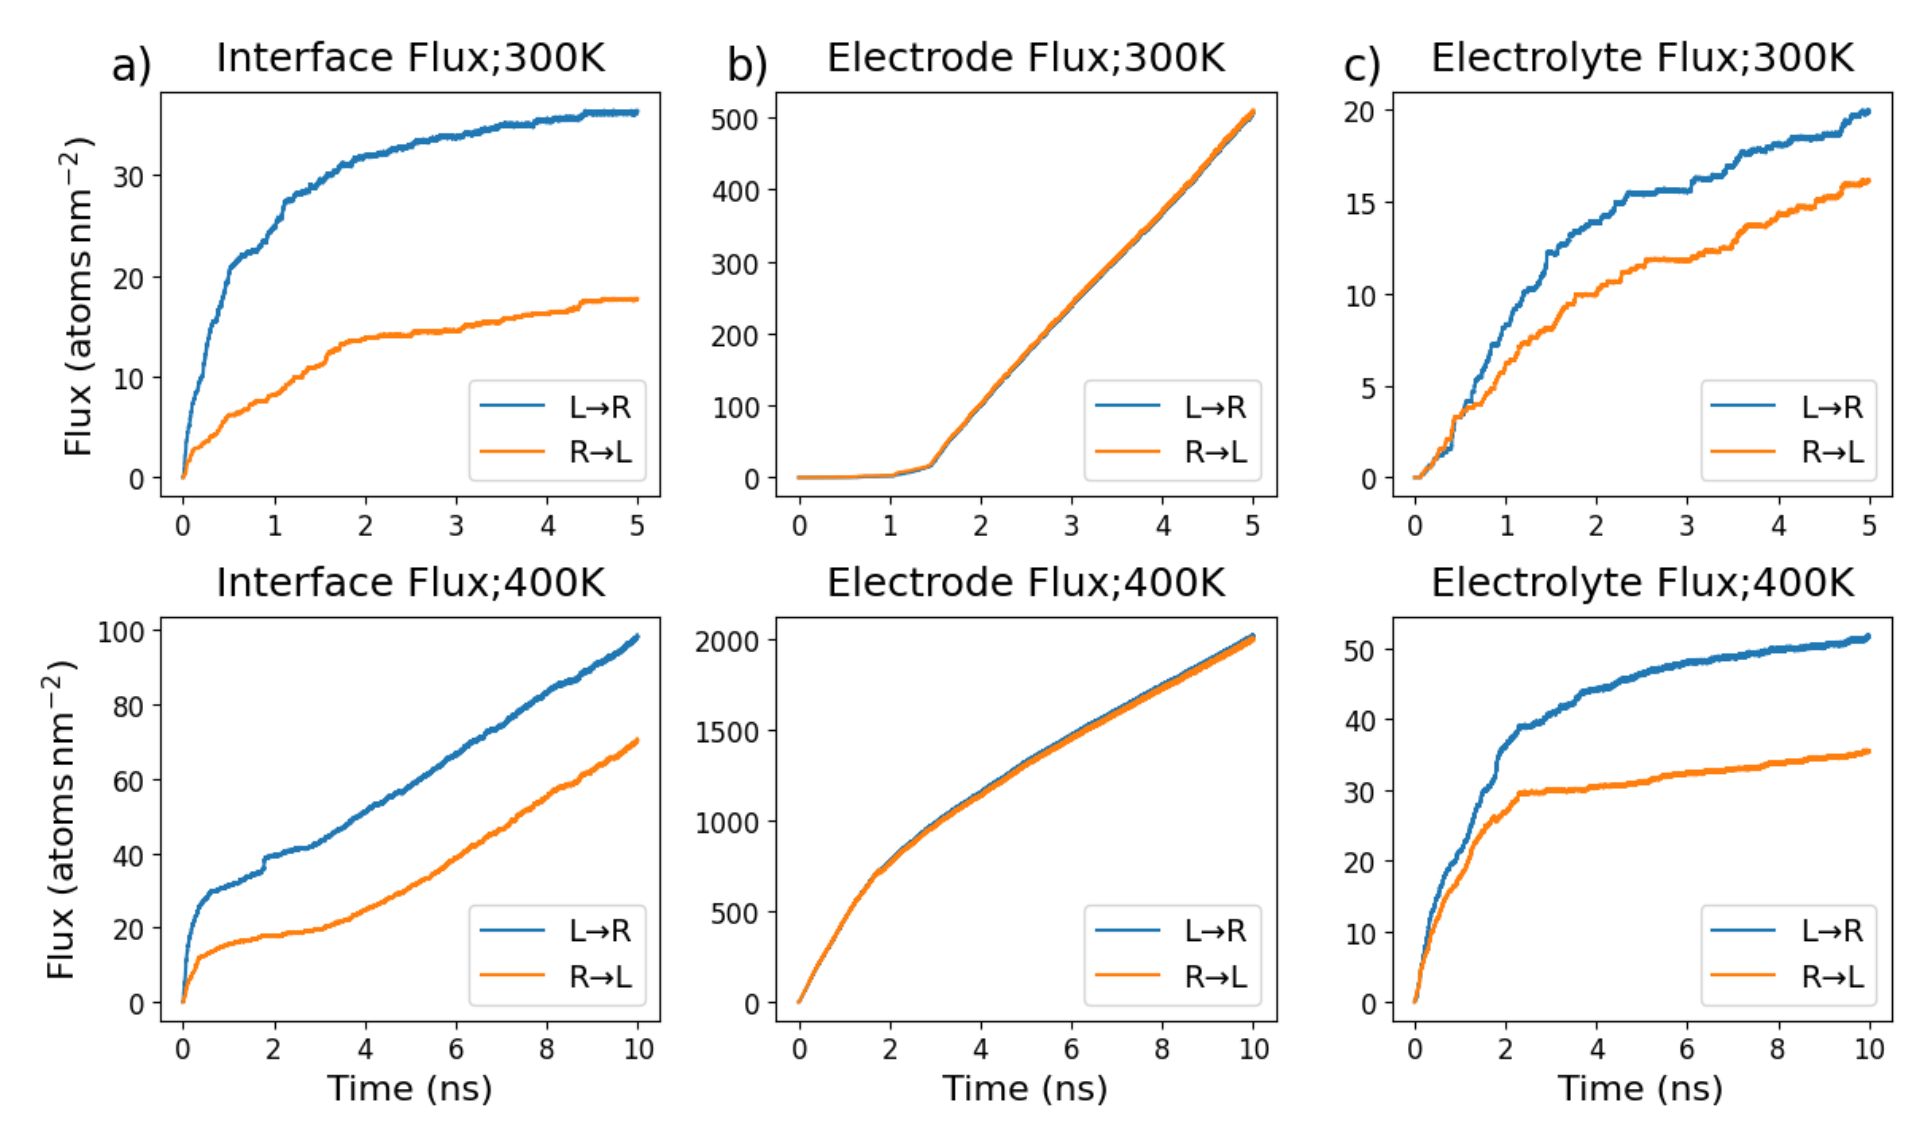 a) Interface Flux;300K
b) Electrode Flux;300K
c) Electrolyte Flux;300K
Flux (atoms nm⁻²)
30
20
10
0
0 1 2 3 4 5
L→R
R→L
500
400
300
200
100
0
0 1 2 3 4 5
L→R
R→L
20
15
10
5
0
0 1 2 3 4 5
L→R
R→L
Interface Flux;400K
Electrode Flux;400K
Electrolyte Flux;400K
Flux (atoms nm⁻²)
100
80
60
40
20
0
0 2 4 6 8 10
Time (ns)
L→R
R→L
2000
1500
1000
500
0
0 2 4 6 8 10
Time (ns)
L→R
R→L
50
40
30
20
10
0
0 2 4 6 8 10
Time (ns)
L→R
R→L